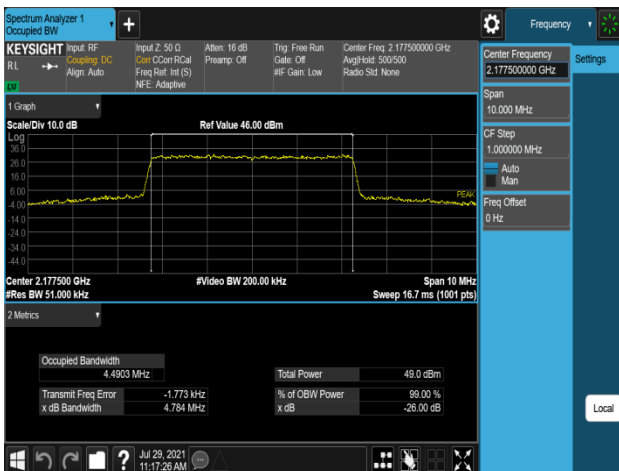 Spectrum Analyzer 1
Occupied BW
Frequency
KEYSIGHT
R L
Input: RF
Coupling: DC
Align: Auto
Input Z: 50 Ω
Corr CCorr RCal
Freq Ref: Int (S)
NFE: Adaptive
Atten: 16 dB
Preamp: Off
Trig: Free Run
Gate: Off
#IF Gain: Low
Center Freq: 2.177500000 GHz
Avg|Hold: 500/500
Radio Std: None
Center Frequency
2.177500000 GHz
Settings
Span
10.000 MHz
CF Step
1.000000 MHz
Auto
Man
Freq Offset
0 Hz
1 Graph
Scale/Div 10.0 dB
Ref Value 46.00 dBm
Log
36.0
26.0
16.0
6.00
-4.00
-14.0
-24.0
-34.0
-44.0
PEAK
Center 2.177500 GHz
#Video BW 200.00 kHz
Span 10 MHz
#Res BW 51.000 kHz
Sweep 16.7 ms (1001 pts)
2 Metrics
Occupied Bandwidth
4.4903 MHz
Total Power
49.0 dBm
Transmit Freq Error
-1.773 kHz
% of OBW Power
99.00 %
x dB Bandwidth
4.784 MHz
x dB
-26.00 dB
Local
Jul 29, 2021
11:17:26 AM